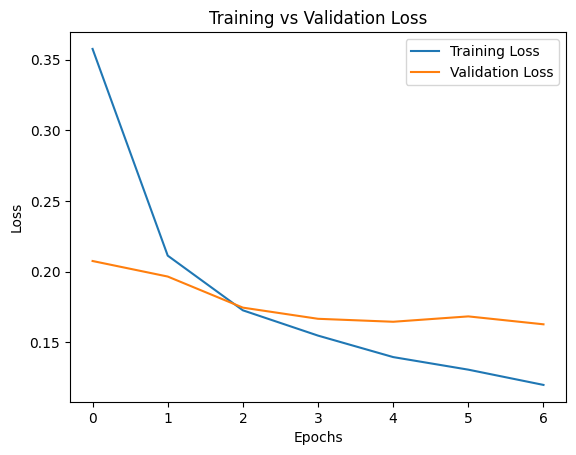 Training vs Validation Loss
Training Loss
Validation Loss
0.35
0.30
0.25
0.20
0.15
Loss
0 1 2 3 4 5 6
Epochs